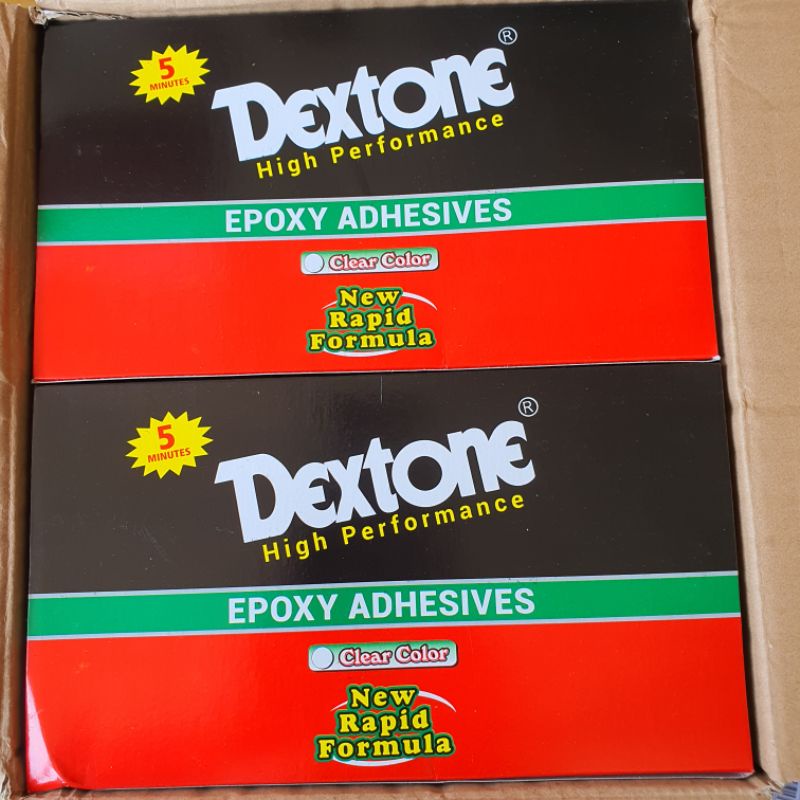 5
MINUTES
Dextone®
High Performance
EPOXY ADHESIVES
Clear Color
New
Rapid
Formula
5
MINUTES
Dextone®
High Performance
EPOXY ADHESIVES
Clear Color
New
Rapid
Formula